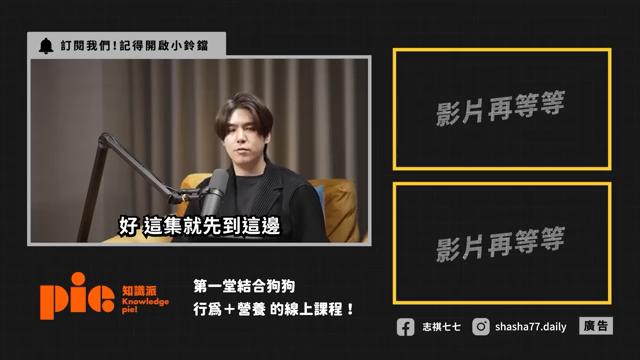 訂閱我們！記得開啟小鈴鐺
影片再等等
好 這集就先到這邊
影片再等等
pie 知識派
Knowledge
pie!
第一堂結合狗狗
行為＋營養 的線上課程！
志祺七七
shasha77.daily
廣告